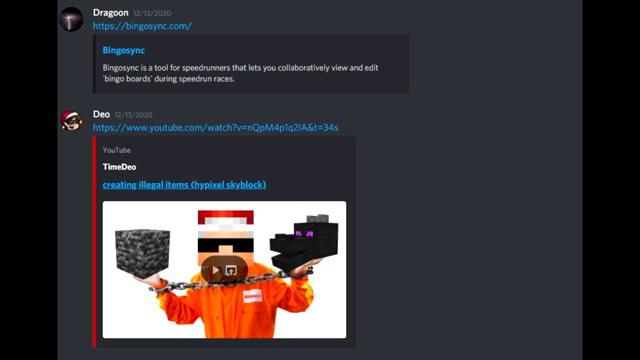 Dragoon 12/13/2020
https://bingosync.com/
Bingosync
Bingosync is a tool for speedrunners that lets you collaboratively view and edit
'bingo boards' during speedrun races.
Deo 12/13/2020
https://www.youtube.com/watch?v=nQpM4p1q2lA&t=34s
YouTube
TimeDeo
creating illegal items (hypixel skyblock)